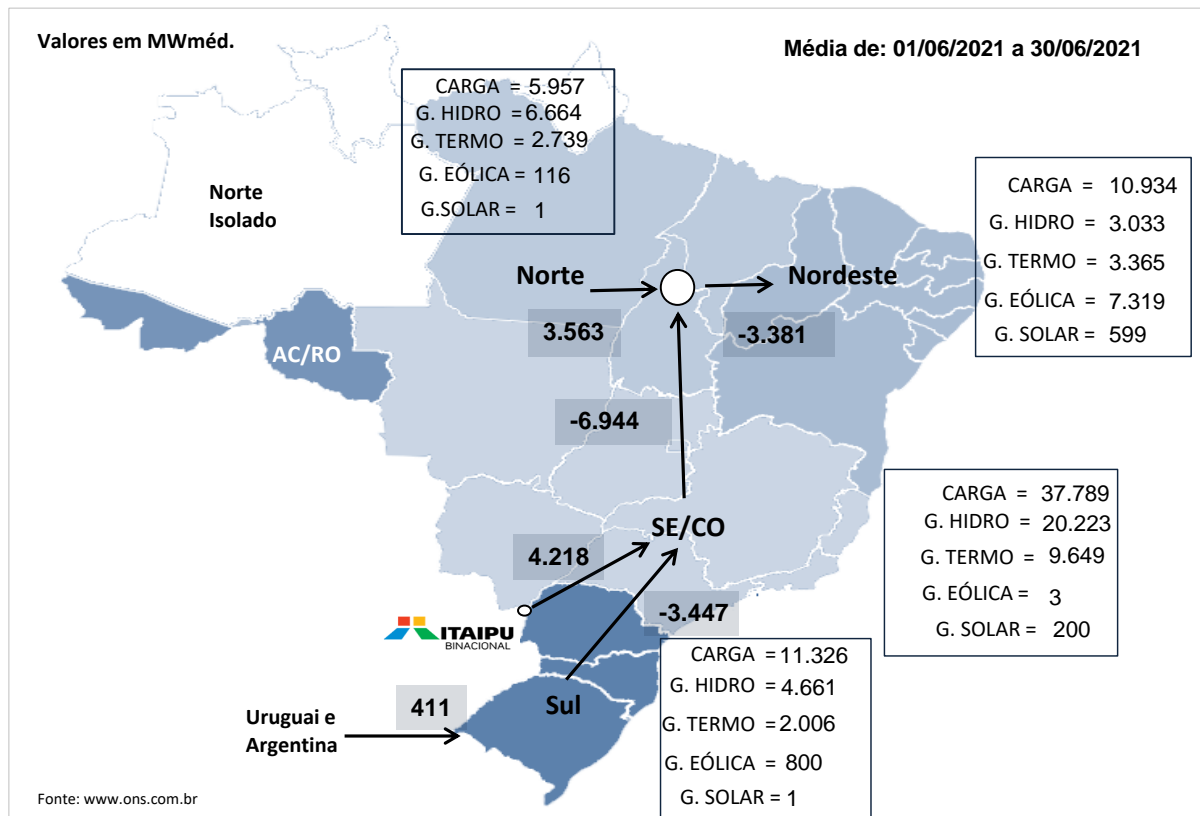 Valores em MWméd.
Média de: 01/06/2021 a 30/06/2021
CARGA = 5.957
G. HIDRO = 6.664
G. TERMO = 2.739
G. EÓLICA = 116
G.SOLAR = 1
Norte
Isolado
CARGA = 10.934
G. HIDRO = 3.033
G. TERMO = 3.365
G. EÓLICA = 7.319
G. SOLAR = 599
Norte
Nordeste
3.563
-3.381
AC/RO
-6.944
CARGA = 37.789
G. HIDRO = 20.223
G. TERMO = 9.649
G. EÓLICA = 3
G. SOLAR = 200
SE/CO
4.218
-3.447
ITAIPU
BINACIONAL
CARGA = 11.326
G. HIDRO = 4.661
G. TERMO = 2.006
G. EÓLICA = 800
G. SOLAR = 1
411
Sul
Uruguai e
Argentina
Fonte: www.ons.com.br